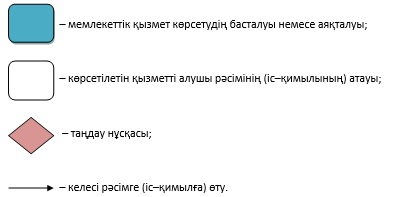 – мемлекеттік қызмет көрсетудің басталуы немесе аяқталуы;
– көрсетілетін қызметті алушы рәсімінің (іс–қимылының) атауы;
– таңдау нұсқасы;
– келесі рәсімге (іс–қимылға) өту.